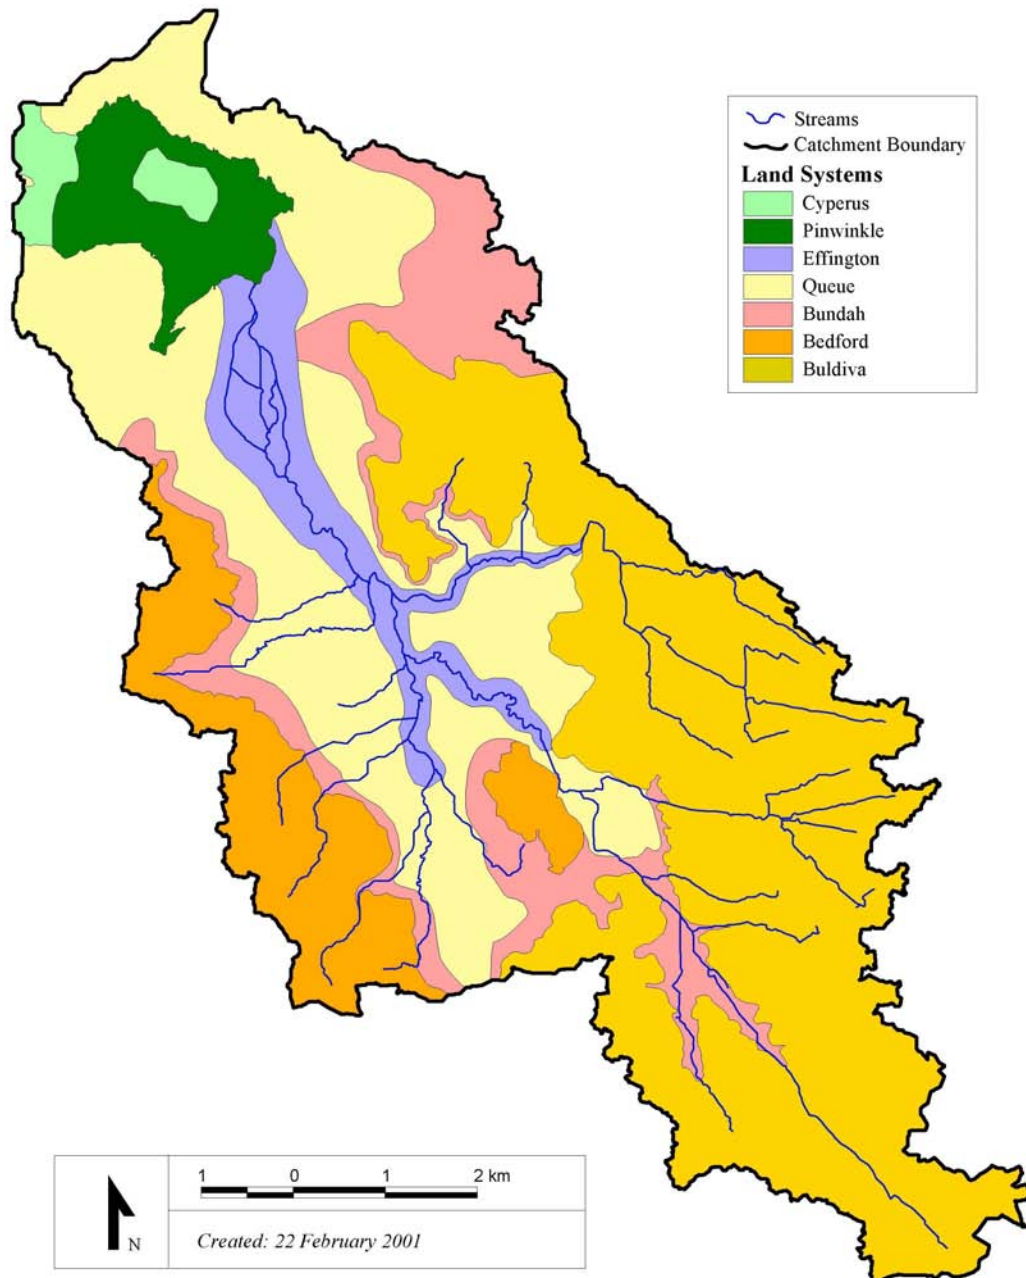 Streams
Catchment Boundary
Land Systems
Cyperus
Pinwinkle
Effington
Queue
Bundah
Bedford
Buldiva
1 0 1 2 km
N
Created: 22 February 2001